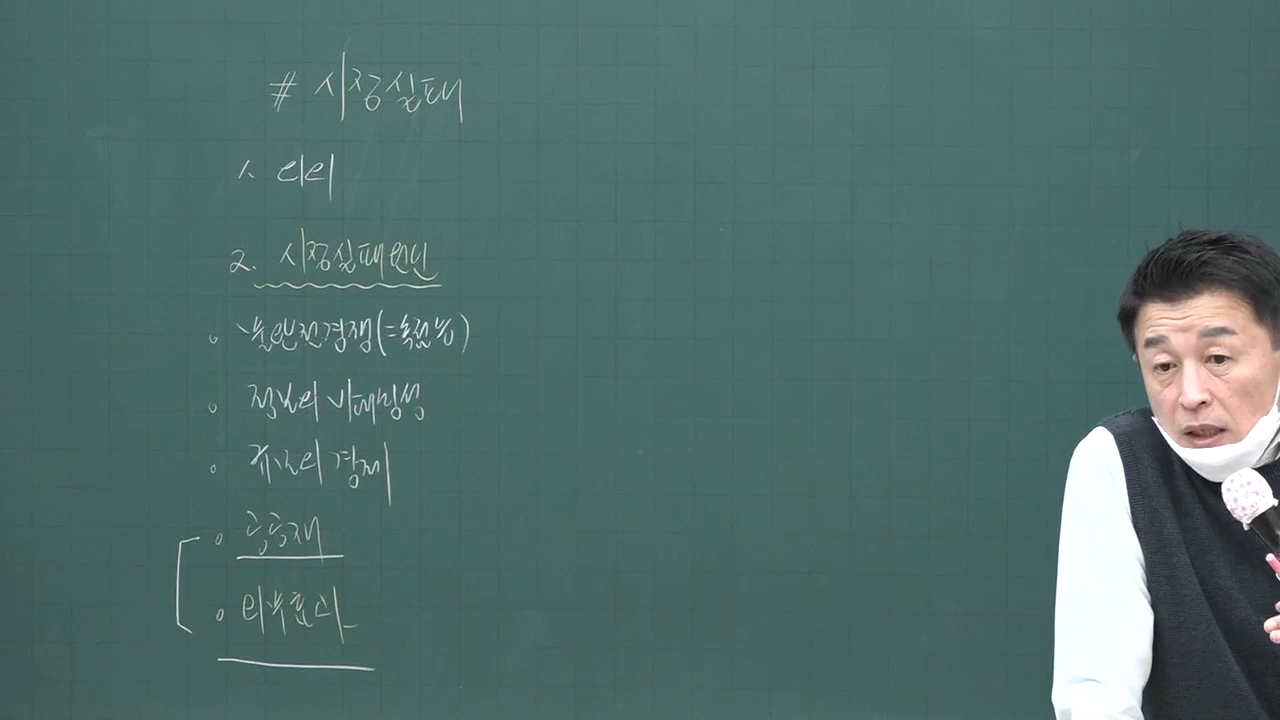 # 시장실패
1. 의의
2. 시장실패원인
◦ 불완전경쟁(=독점等)
◦ 정보의 비대칭성
◦ 규모의 경제
◦ 공공재
◦ 외부효과